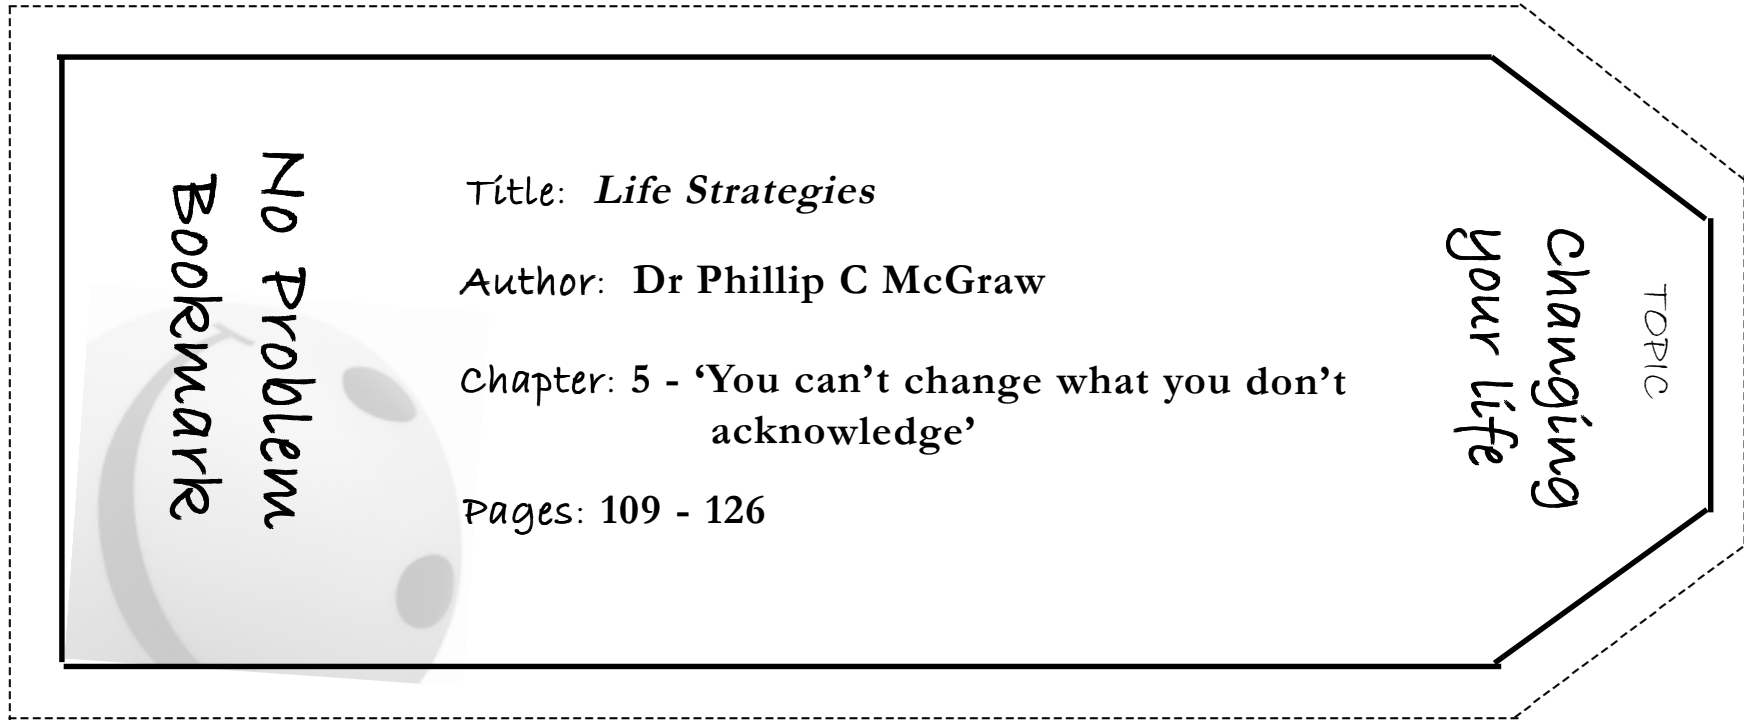 No Problem
Bookmark
Title: Life Strategies
Author: Dr Phillip C McGraw
Chapter: 5 - ‘You can’t change what you don’t
acknowledge’
Pages: 109 - 126
TOPIC
Changing
your life